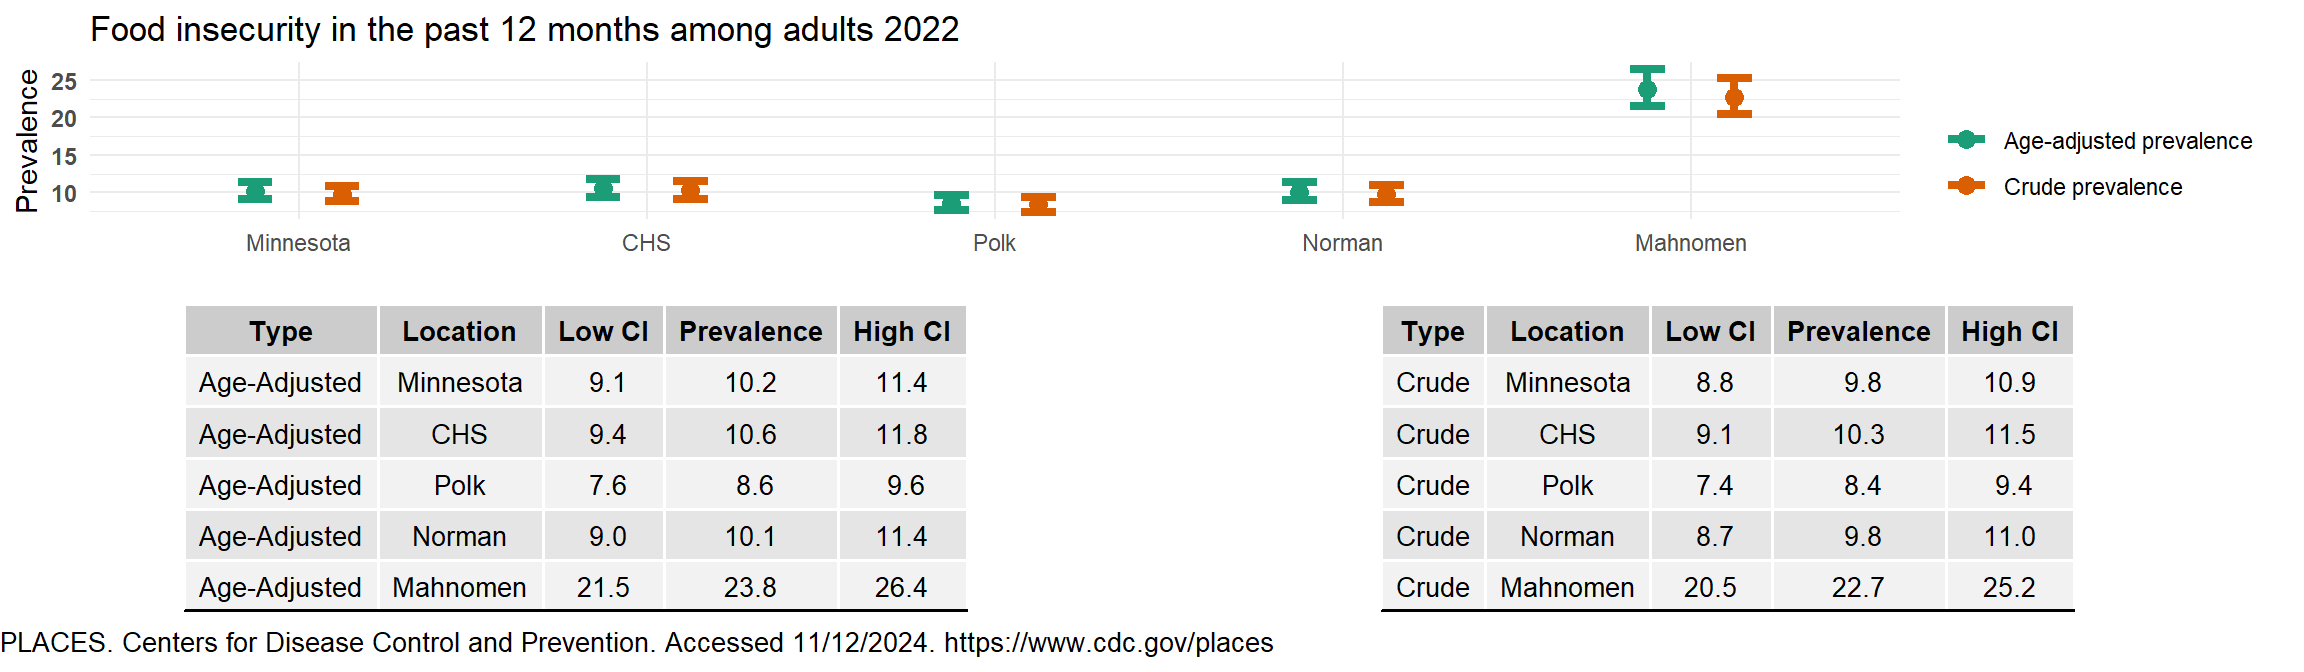 Food insecurity in the past 12 months among adults 2022
Prevalence
25
20
15
10
Minnesota CHS Polk Norman Mahnomen
Age-adjusted prevalence
Crude prevalence
Type Location Low CI Prevalence High CI
Age-Adjusted Minnesota 9.1 10.2 11.4
Age-Adjusted CHS 9.4 10.6 11.8
Age-Adjusted Polk 7.6 8.6 9.6
Age-Adjusted Norman 9.0 10.1 11.4
Age-Adjusted Mahnomen 21.5 23.8 26.4
Type Location Low CI Prevalence High CI
Crude Minnesota 8.8 9.8 10.9
Crude CHS 9.1 10.3 11.5
Crude Polk 7.4 8.4 9.4
Crude Norman 8.7 9.8 11.0
Crude Mahnomen 20.5 22.7 25.2
PLACES. Centers for Disease Control and Prevention. Accessed 11/12/2024. https://www.cdc.gov/places